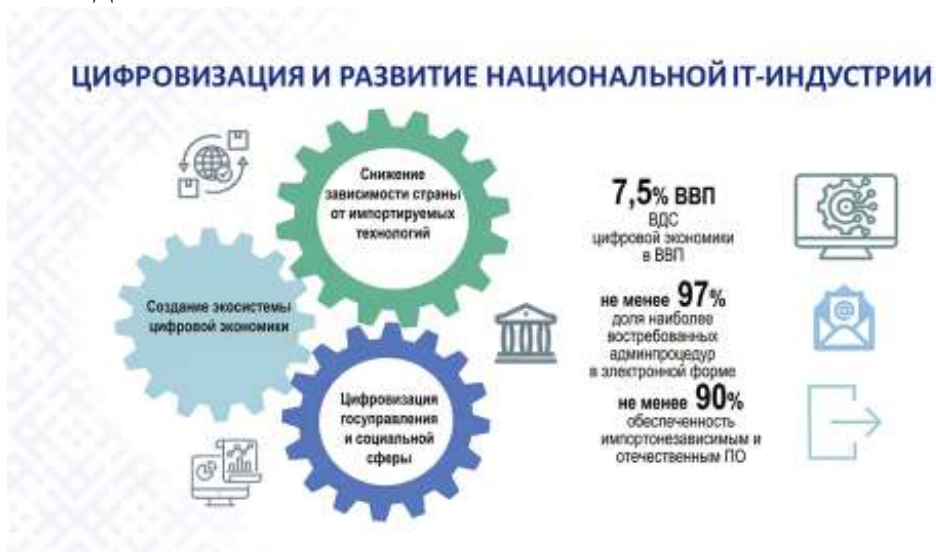 ЦИФРОВИЗАЦИЯ И РАЗВИТИЕ НАЦИОНАЛЬНОЙ IT-ИНДУСТРИИ
Снижение
зависимости страны
от импортируемых
технологий
Создание экосистемы
цифровой экономики
Цифровизация
госуправления
и социальной
сферы
7,5% ВВП
ВДС
цифровой экономики
в ВВП
не менее 97%
доля наиболее
востребованных
админпроцедур
в электронной форме
не менее 90%
обеспеченность
импортонезависимым и
отечественным ПО